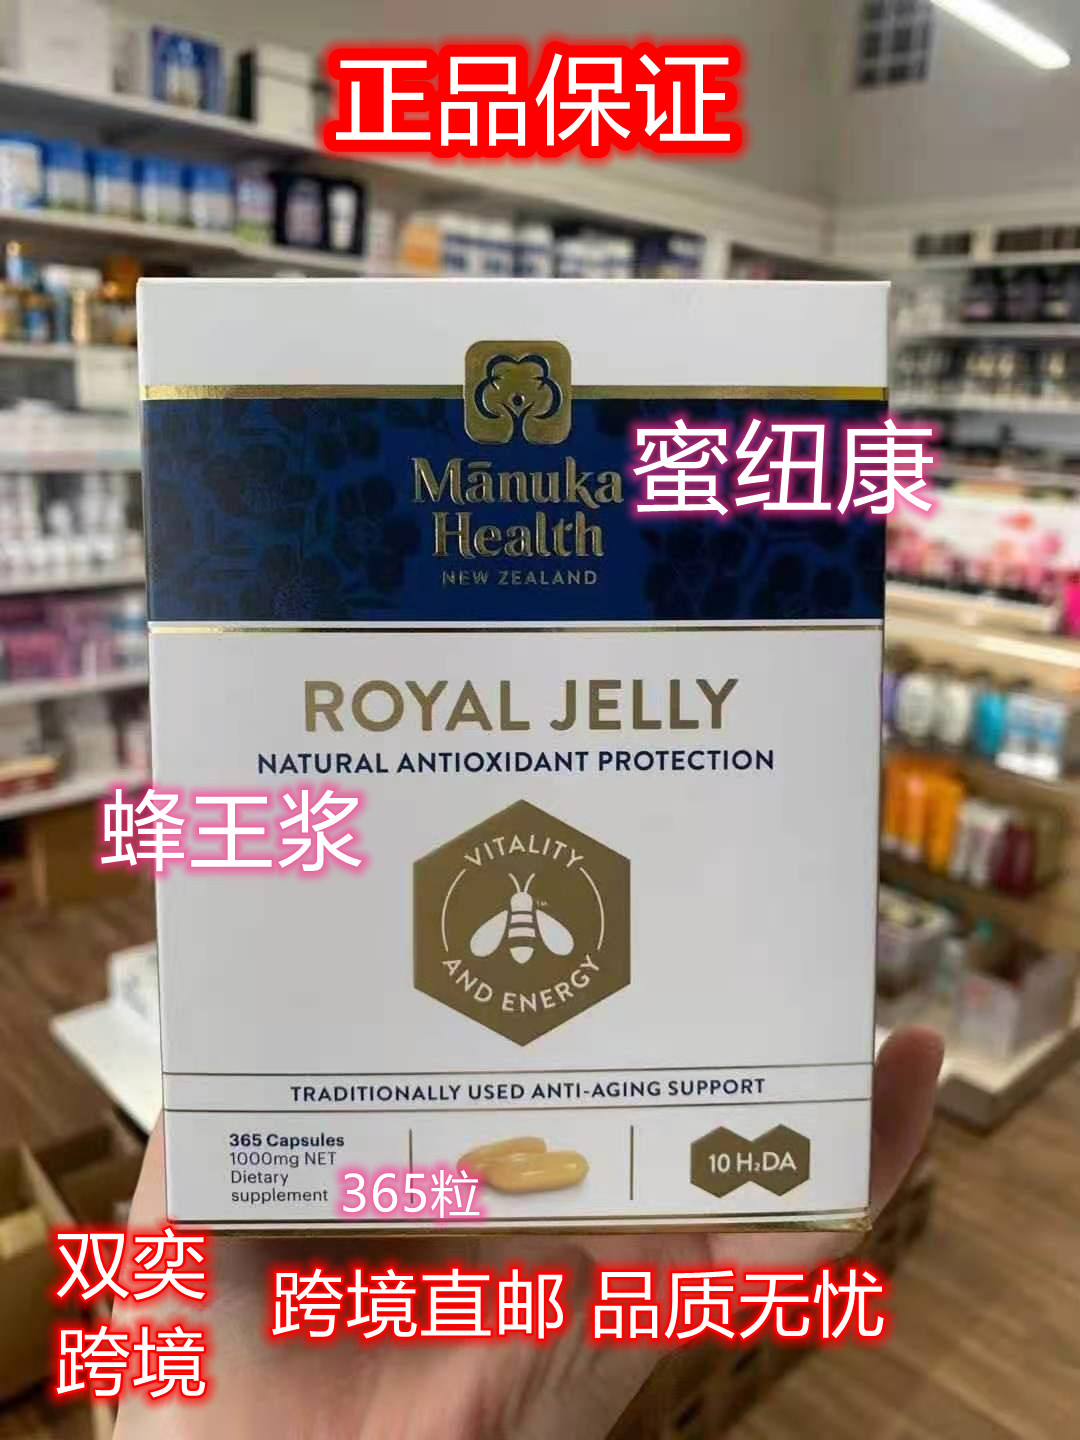 正品保证
Mānuka
Health
NEW ZEALAND
蜜纽康
ROYAL JELLY
NATURAL ANTIOXIDANT PROTECTION
蜂王浆
VITALITY
AND ENERGY
TRADITIONALLY USED ANTI-AGING SUPPORT
365 Capsules
1000mg NET
Dietary
supplement
365粒
10 H₂DA
双奕
跨境
跨境直邮 品质无忧